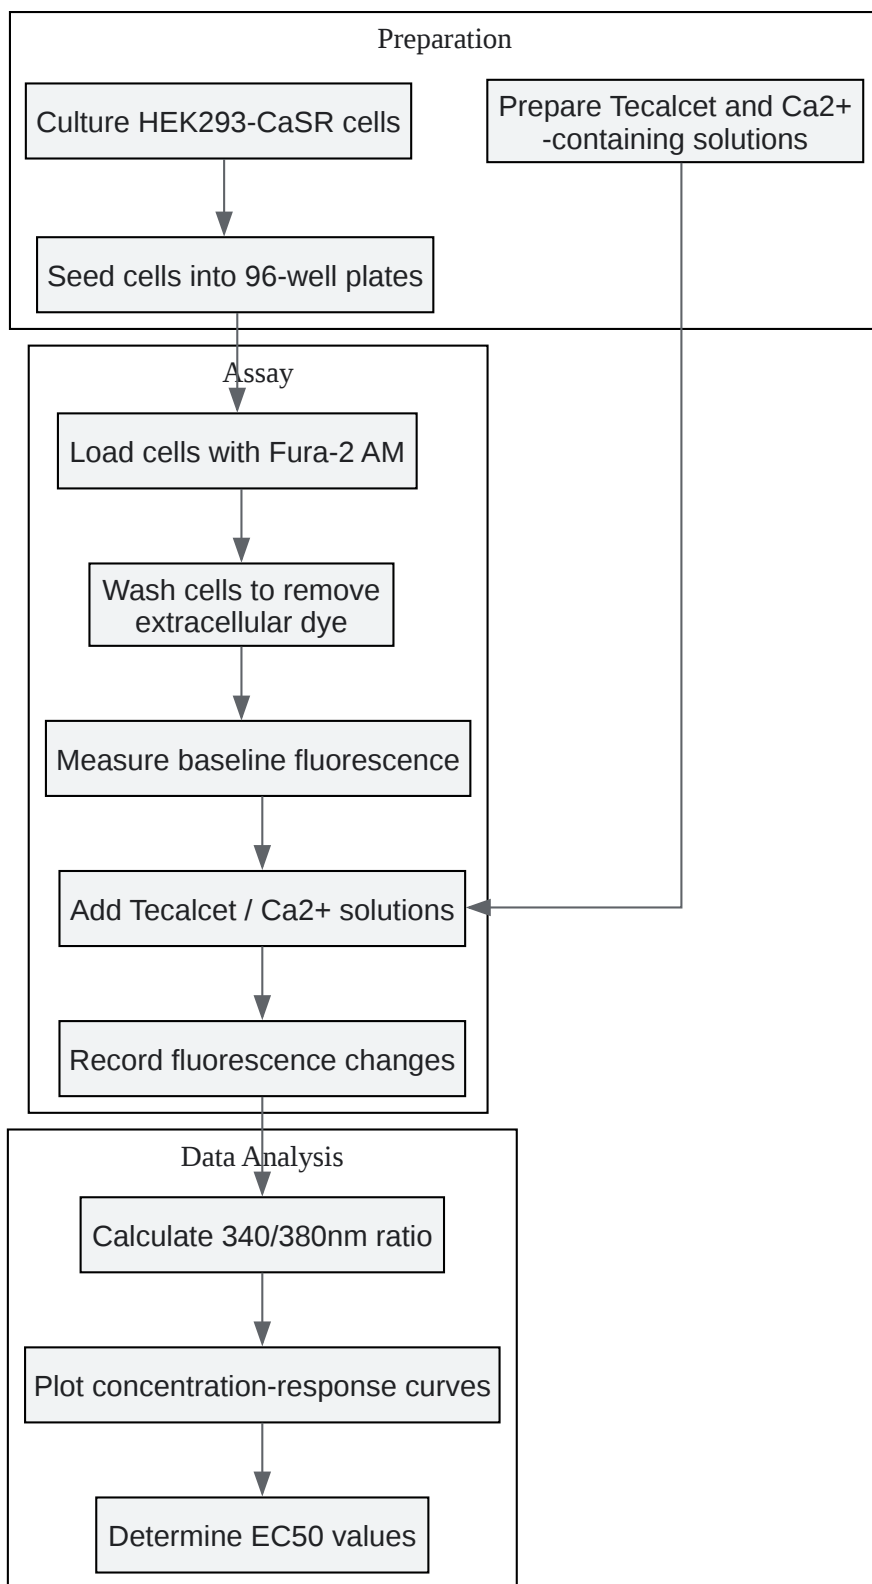 Preparation
Culture HEK293-CaSR cells
Prepare Tecalcet and Ca2+
-containing solutions
Seed cells into 96-well plates
Assay
Load cells with Fura-2 AM
Wash cells to remove
extracellular dye
Measure baseline fluorescence
Add Tecalcet / Ca2+ solutions
Record fluorescence changes
Data Analysis
Calculate 340/380nm ratio
Plot concentration-response curves
Determine EC50 values